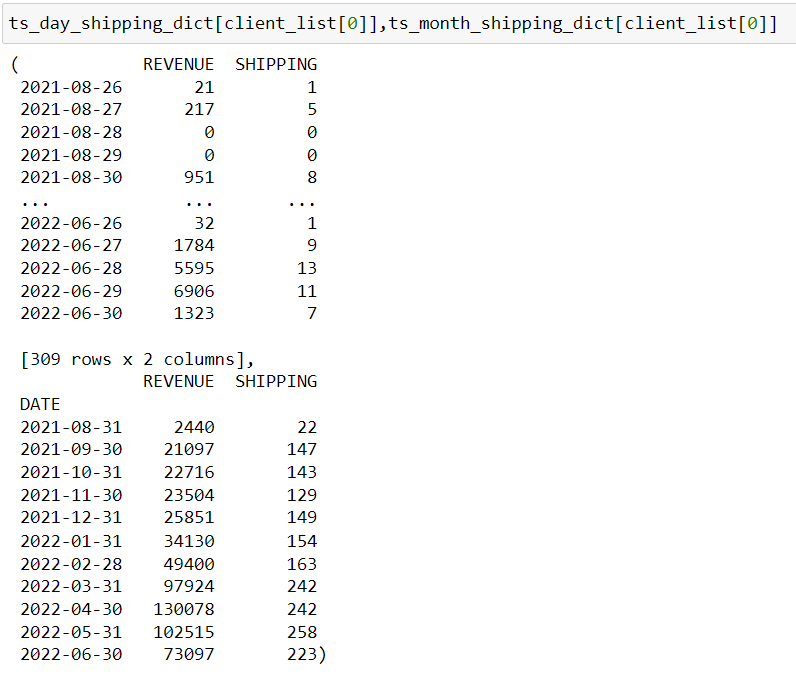 ts_day_shipping_dict[client_list[0]],ts_month_shipping_dict[client_list[0]]
(            REVENUE  SHIPPING
 2021-08-26       21         1
 2021-08-27      217         5
 2021-08-28        0         0
 2021-08-29        0         0
 2021-08-30      951         8
 ...             ...       ...
 2022-06-26       32         1
 2022-06-27     1784         9
 2022-06-28     5595        13
 2022-06-29     6906        11
 2022-06-30     1323         7
 [309 rows x 2 columns],
             REVENUE  SHIPPING
 DATE
 2021-08-31     2440        22
 2021-09-30    21097       147
 2021-10-31    22716       143
 2021-11-30    23504       129
 2021-12-31    25851       149
 2022-01-31    34130       154
 2022-02-28    49400       163
 2022-03-31    97924       242
 2022-04-30   130078       242
 2022-05-31   102515       258
 2022-06-30    73097       223)